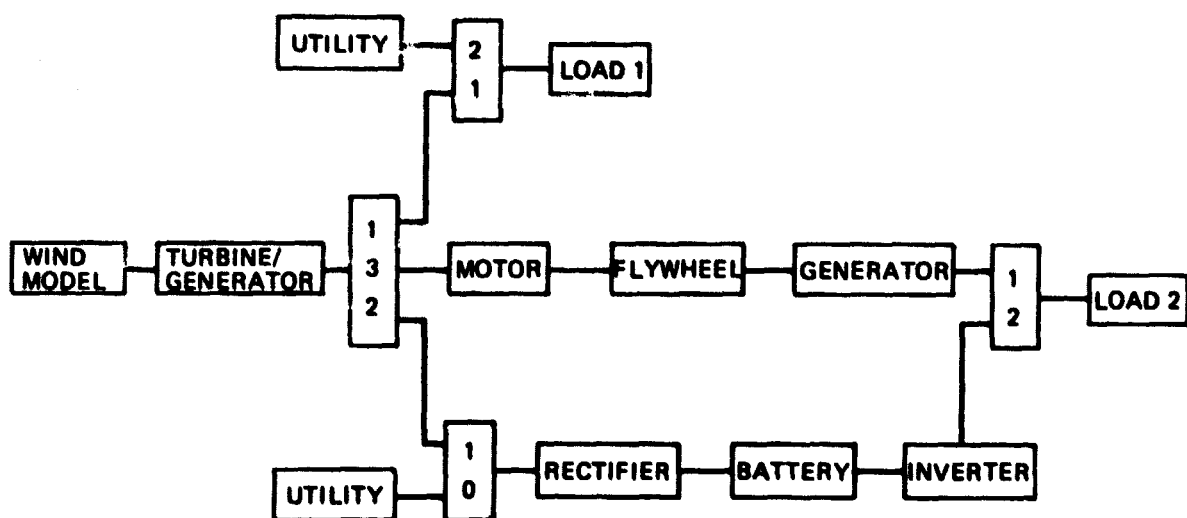 UTILITY
2
1
LOAD 1
WIND
MODEL
TURBINE/
GENERATOR
1
3
2
MOTOR
FLYWHEEL
GENERATOR
1
2
LOAD 2
UTILITY
1
0
RECTIFIER
BATTERY
INVERTER